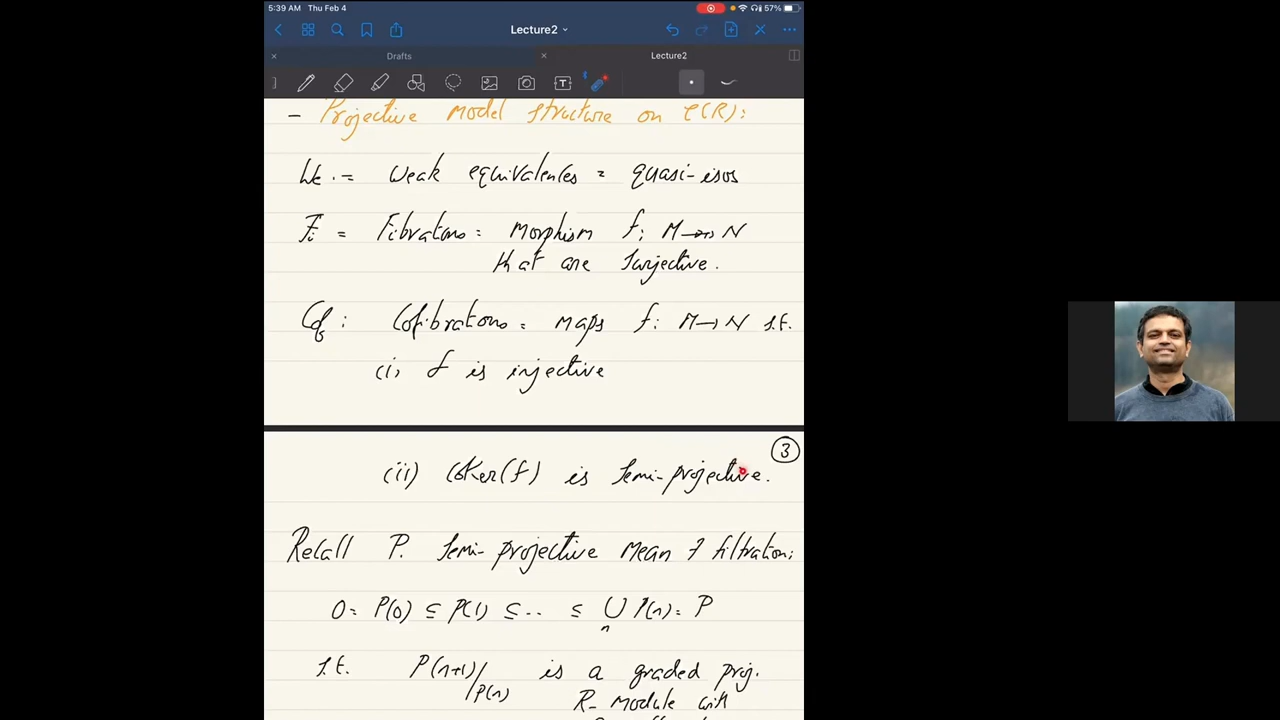 5:39 AM Thu Feb 4
57%
Lecture2
Drafts
Lecture2
- Projective Model Structure on C(R):
We := Weak equivalences = quasi-isos
Fi = Fibratons = Morphism f: M → N
that are Surjective.
Cof : Cofibratons = maps f: M → N s.t.
(i) f is injective
3
(ii) coker(f) is Semi-projective.
Recall P. Semi-projective Mean ∃ filtration:
0 = P(0) ⊆ P(1) ⊆ .. ⊆ ⋃ₙ P(n) = P
s.t. P(n+1)/P(n) is a graded proj.
R-module with